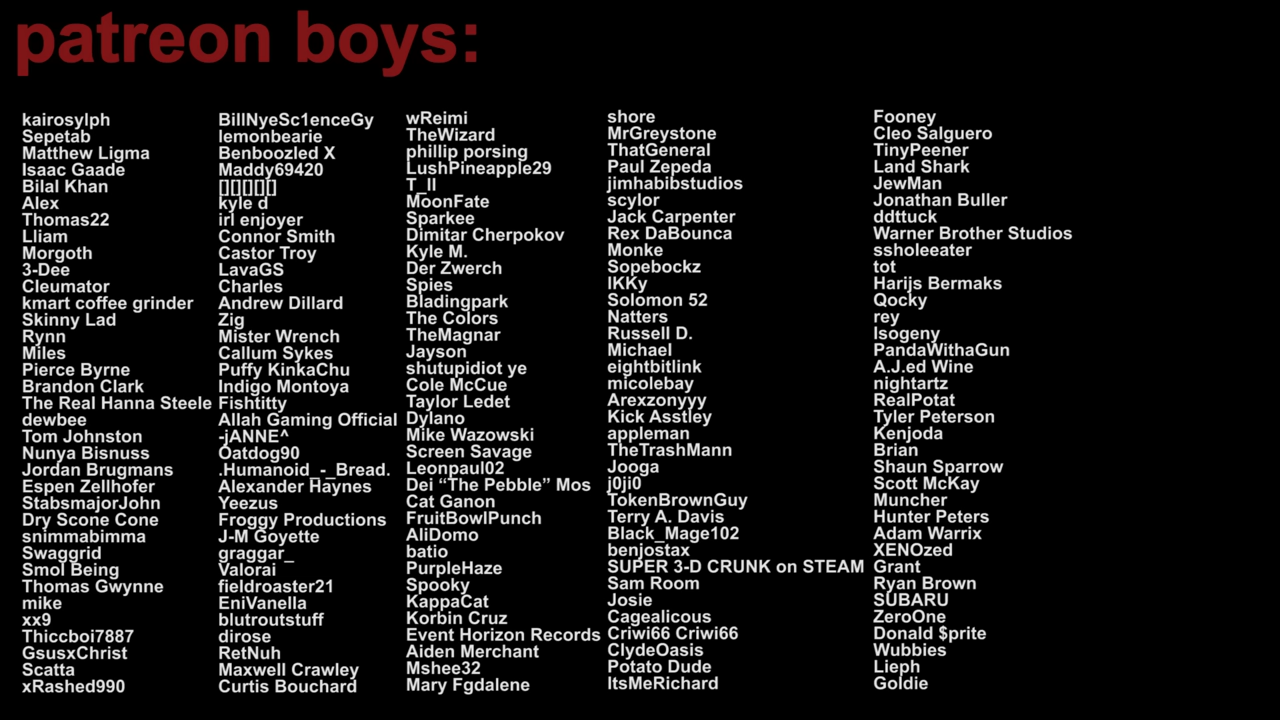 patreon boys:
kairosylph
Sepetab
Matthew Ligma
Isaac Gaade
Bilal Khan
Alex
Thomas22
Lliam
Morgoth
3-Dee
Cleumator
kmart coffee grinder
Skinny Lad
Rynn
Miles
Pierce Byrne
Brandon Clark
The Real Hanna Steele
dewbee
Tom Johnston
Nunya Bisnuss
Jordan Brugmans
Espen Zellhofer
StabsmajorJohn
Dry Scone Cone
snimmabimma
Swaggrid
Smol Being
Thomas Gwynne
mike
xx9
Thiccboi7887
GsusxChrist
Scatta
xRashed990
BillNyeSc1enceGy
lemonbearie
Benboozled X
Maddy69420
[][][][][]
kyle d
irl enjoyer
Connor Smith
Castor Troy
LavaGS
Charles
Andrew Dillard
Zig
Mister Wrench
Callum Sykes
Puffy KinkaChu
Indigo Montoya
Fishtitty
Allah Gaming Official
-jANNE^
Oatdog90
.Humanoid_-_Bread.
Alexander Haynes
Yeezus
Froggy Productions
J-M Goyette
graggar_
Valorai
fieldroaster21
EniVanella
blutroutstuff
dirose
RetNuh
Maxwell Crawley
Curtis Bouchard
wReimi
TheWizard
phillip porsing
LushPineapple29
T_II
MoonFate
Sparkee
Dimitar Cherpokov
Kyle M.
Der Zwerch
Spies
Bladingpark
The Colors
TheMagnar
Jayson
shutupidiot ye
Cole McCue
Taylor Ledet
Dylano
Mike Wazowski
Screen Savage
Leonpaul02
Dei “The Pebble” Mos
Cat Ganon
FruitBowlPunch
AliDomo
batio
PurpleHaze
Spooky
KappaCat
Korbin Cruz
Event Horizon Records
Aiden Merchant
Mshee32
Mary Fgdalene
shore
MrGreystone
ThatGeneral
Paul Zepeda
jimhabibstudios
scylor
Jack Carpenter
Rex DaBounca
Monke
Sopebockz
IKKy
Solomon 52
Natters
Russell D.
Michael
eightbitlink
micolebay
Arexzonyyy
Kick Asstley
appleman
TheTrashMann
Jooga
j0ji0
TokenBrownGuy
Terry A. Davis
Black_Mage102
benjostax
SUPER 3-D CRUNK on STEAM
Sam Room
Josie
Cagealicous
Criwi66 Criwi66
ClydeOasis
Potato Dude
ItsMeRichard
Fooney
Cleo Salguero
TinyPeener
Land Shark
JewMan
Jonathan Buller
ddttuck
Warner Brother Studios
ssholeeater
tot
Harijs Bermaks
Qocky
rey
Isogeny
PandaWithaGun
A.J.ed Wine
nightartz
RealPotat
Tyler Peterson
Kenjoda
Brian
Shaun Sparrow
Scott McKay
Muncher
Hunter Peters
Adam Warrix
XENOzed
Grant
Ryan Brown
SUBARU
ZeroOne
Donald $prite
Wubbies
Lieph
Goldie